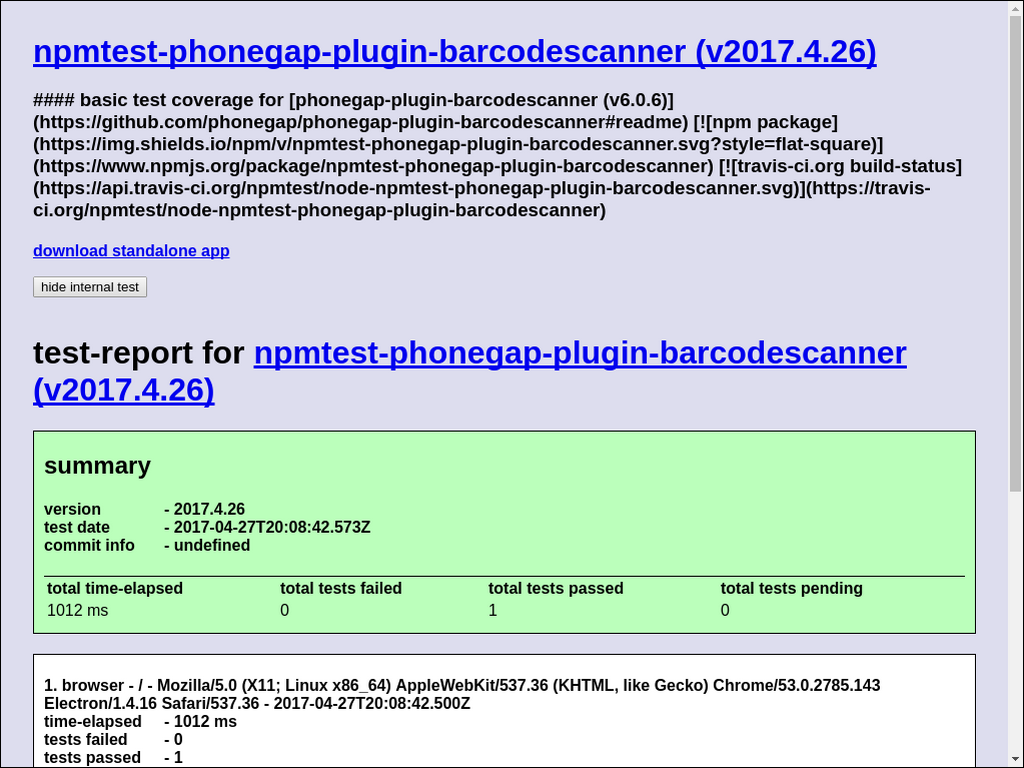 npmtest-phonegap-plugin-barcodescanner (v2017.4.26)
#### basic test coverage for [phonegap-plugin-barcodescanner (v6.0.6)]
(https://github.com/phonegap/phonegap-plugin-barcodescanner#readme) [![npm package]
(https://img.shields.io/npm/v/npmtest-phonegap-plugin-barcodescanner.svg?style=flat-square)]
(https://www.npmjs.org/package/npmtest-phonegap-plugin-barcodescanner) [![travis-ci.org build-status]
(https://api.travis-ci.org/npmtest/node-npmtest-phonegap-plugin-barcodescanner.svg)](https://travis-
ci.org/npmtest/node-npmtest-phonegap-plugin-barcodescanner)
download standalone app
hide internal test
test-report for npmtest-phonegap-plugin-barcodescanner
(v2017.4.26)
summary
version - 2017.4.26
test date - 2017-04-27T20:08:42.573Z
commit info - undefined
total time-elapsed total tests failed total tests passed total tests pending
1012 ms 0 1 0
1. browser - / - Mozilla/5.0 (X11; Linux x86_64) AppleWebKit/537.36 (KHTML, like Gecko) Chrome/53.0.2785.143
Electron/1.4.16 Safari/537.36 - 2017-04-27T20:08:42.500Z
time-elapsed - 1012 ms
tests failed - 0
tests passed - 1